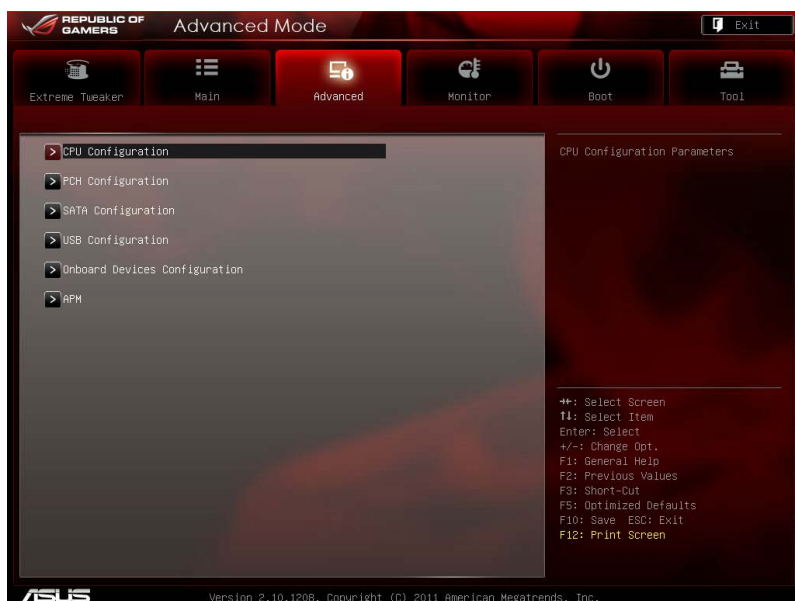 REPUBLIC OF
GAMERS
Advanced Mode
Exit
Extreme Tweaker
Main
Advanced
Monitor
Boot
Tool
> CPU Configuration
> PCH Configuration
> SATA Configuration
> USB Configuration
> Onboard Devices Configuration
> APM
CPU Configuration Parameters
→←: Select Screen
↑↓: Select Item
Enter: Select
+/-: Change Opt.
F1: General Help
F2: Previous Values
F3: Short-Cut
F5: Optimized Defaults
F10: Save ESC: Exit
F12: Print Screen
ASUS
Version 2.10.1208. Copyright (C) 2011 American Megatrends, Inc.